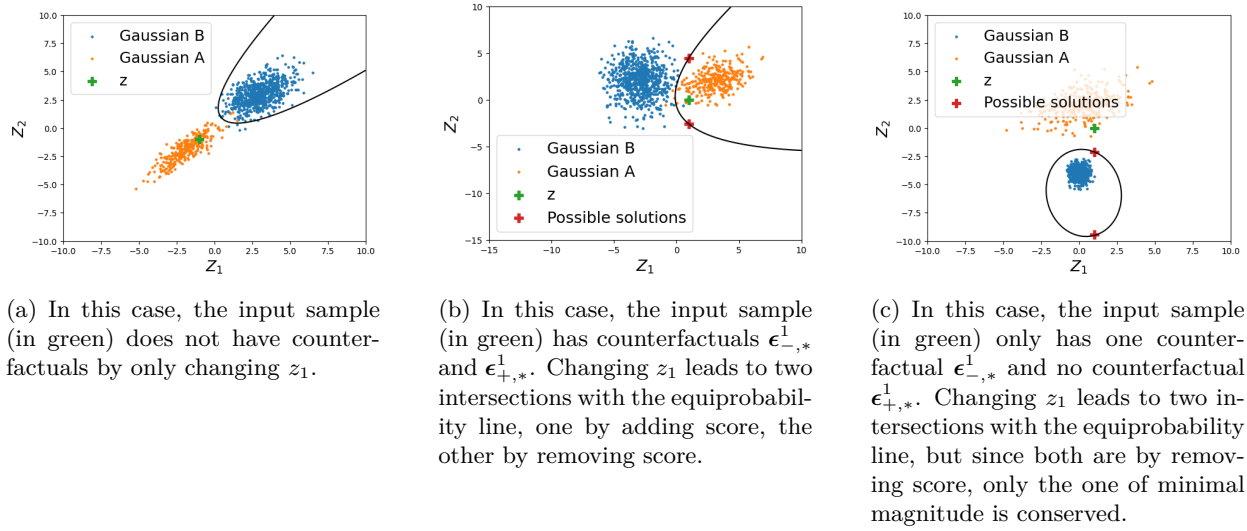 10.0
7.5
5.0
2.5
0.0
−2.5
−5.0
−7.5
−10.0
−10.0 −7.5 −5.0 −2.5 0.0 2.5 5.0 7.5 10.0
Z1
Z2
Gaussian B
Gaussian A
z
10
5
0
−5
−10
−15
−15 −10 −5 0 5 10
Z1
Z2
Gaussian B
Gaussian A
z
Possible solutions
10.0
7.5
5.0
2.5
0.0
−2.5
−5.0
−7.5
−10.0
−10.0 −7.5 −5.0 −2.5 0.0 2.5 5.0 7.5 10.0
Z1
Z2
Gaussian B
Gaussian A
z
Possible solutions
(a) In this case, the input sample
(in green) does not have counter-
factuals by only changing z1.
(b) In this case, the input sample
(in green) has counterfactuals ϵ¹₋,∗
and ϵ¹₊,∗. Changing z1 leads to two
intersections with the equiprobabil-
ity line, one by adding score, the
other by removing score.
(c) In this case, the input sample
(in green) only has one counter-
factual ϵ¹₋,∗ and no counterfactual
ϵ¹₊,∗. Changing z1 leads to two in-
tersections with the equiprobability
line, but since both are by remov-
ing score, only the one of minimal
magnitude is conserved.